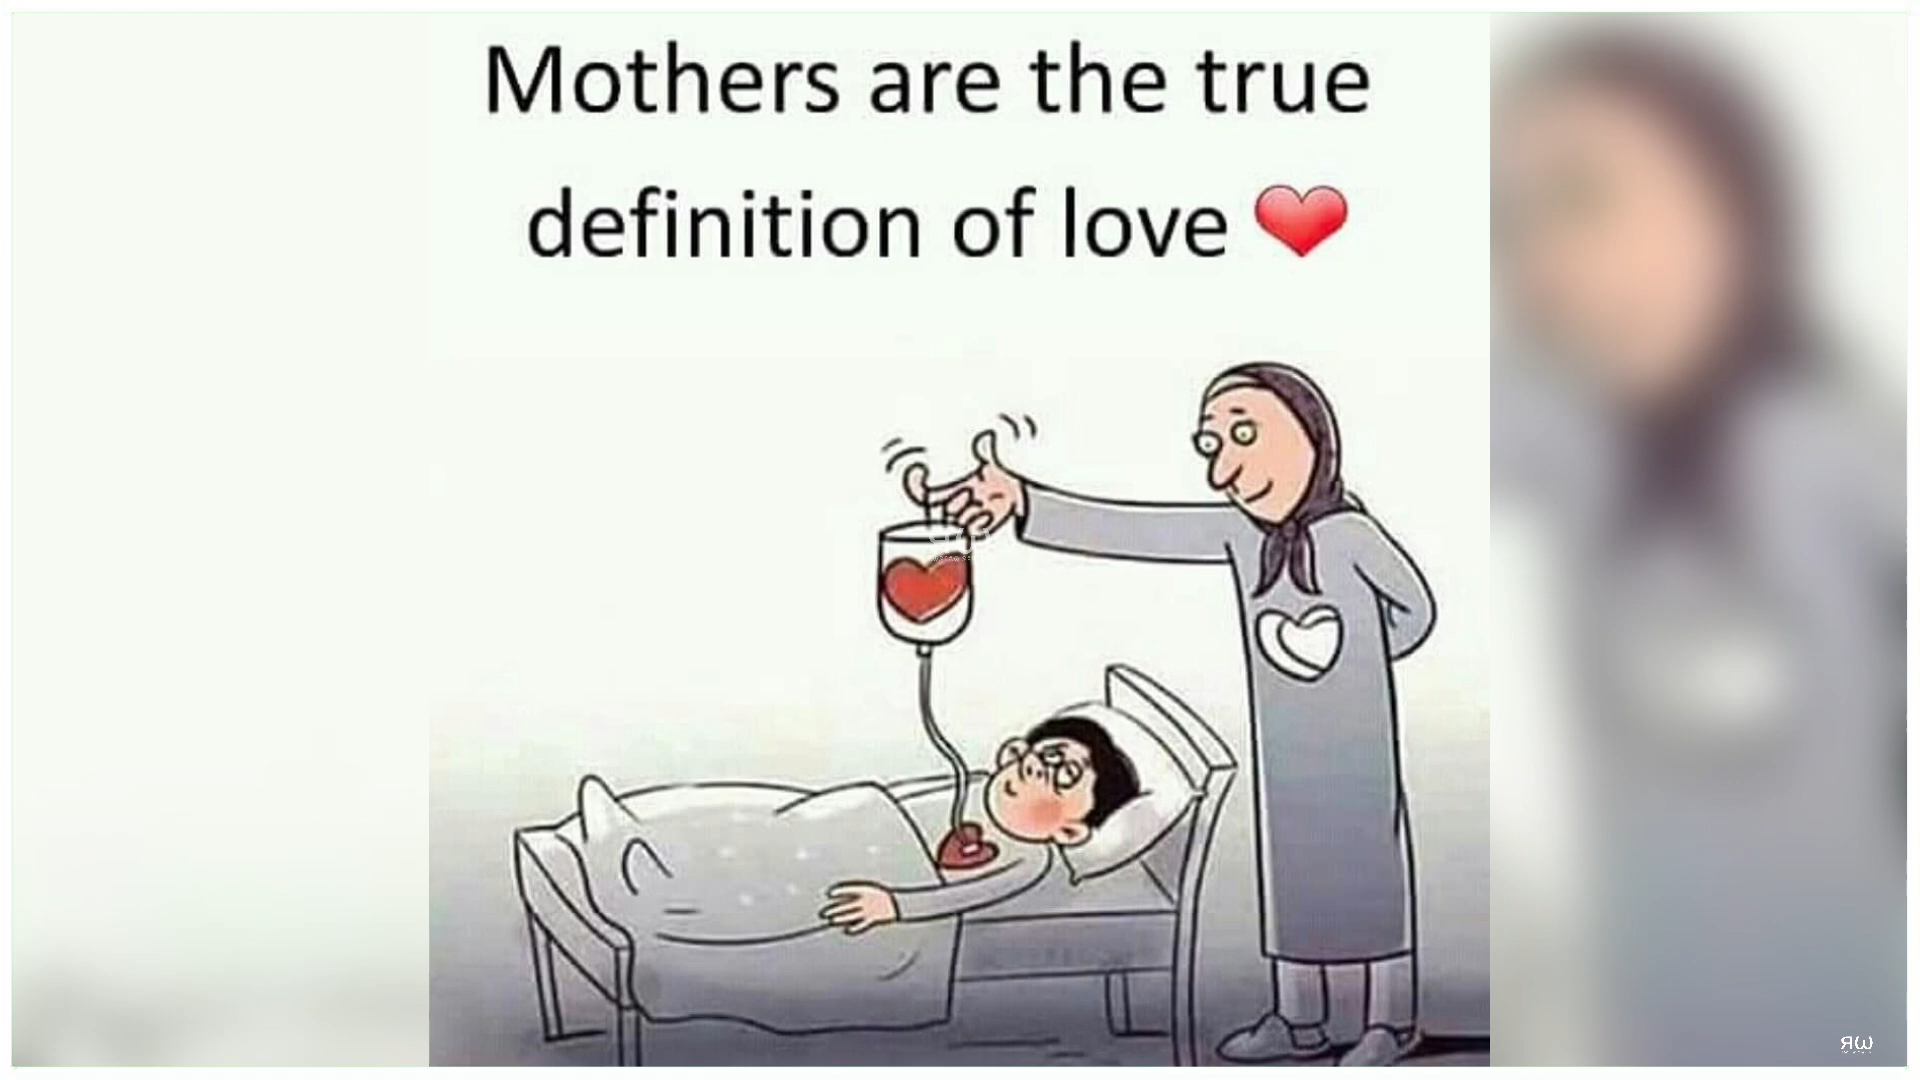 Mothers are the true
definition of love ❤